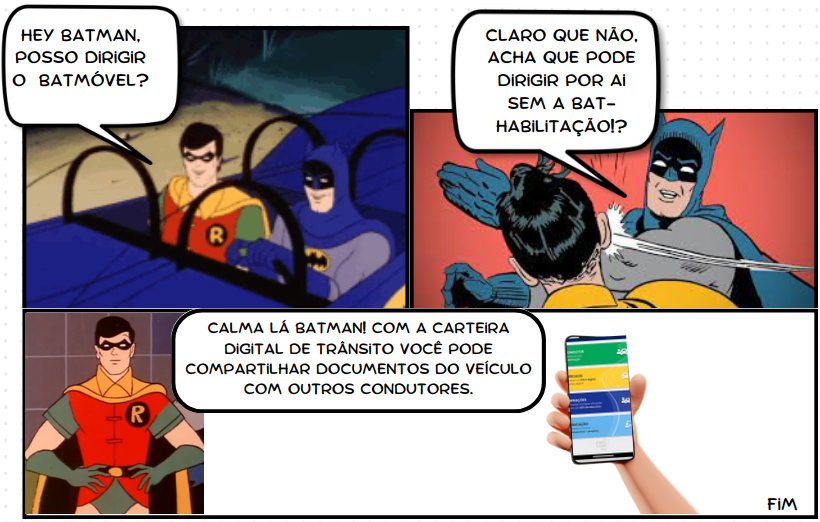 HEY BATMAN,
POSSO DIRIGIR
O BATMÓVEL?
CLARO QUE NÃO,
ACHA QUE PODE
DIRIGIR POR AI
SEM A BAT-
HABILITAÇÃO!?
R
CALMA LÁ BATMAN! COM A CARTEIRA
DIGITAL DE TRÂNSITO VOCÊ PODE
COMPARTILHAR DOCUMENTOS DO VEÍCULO
COM OUTROS CONDUTORES.
R
FIM